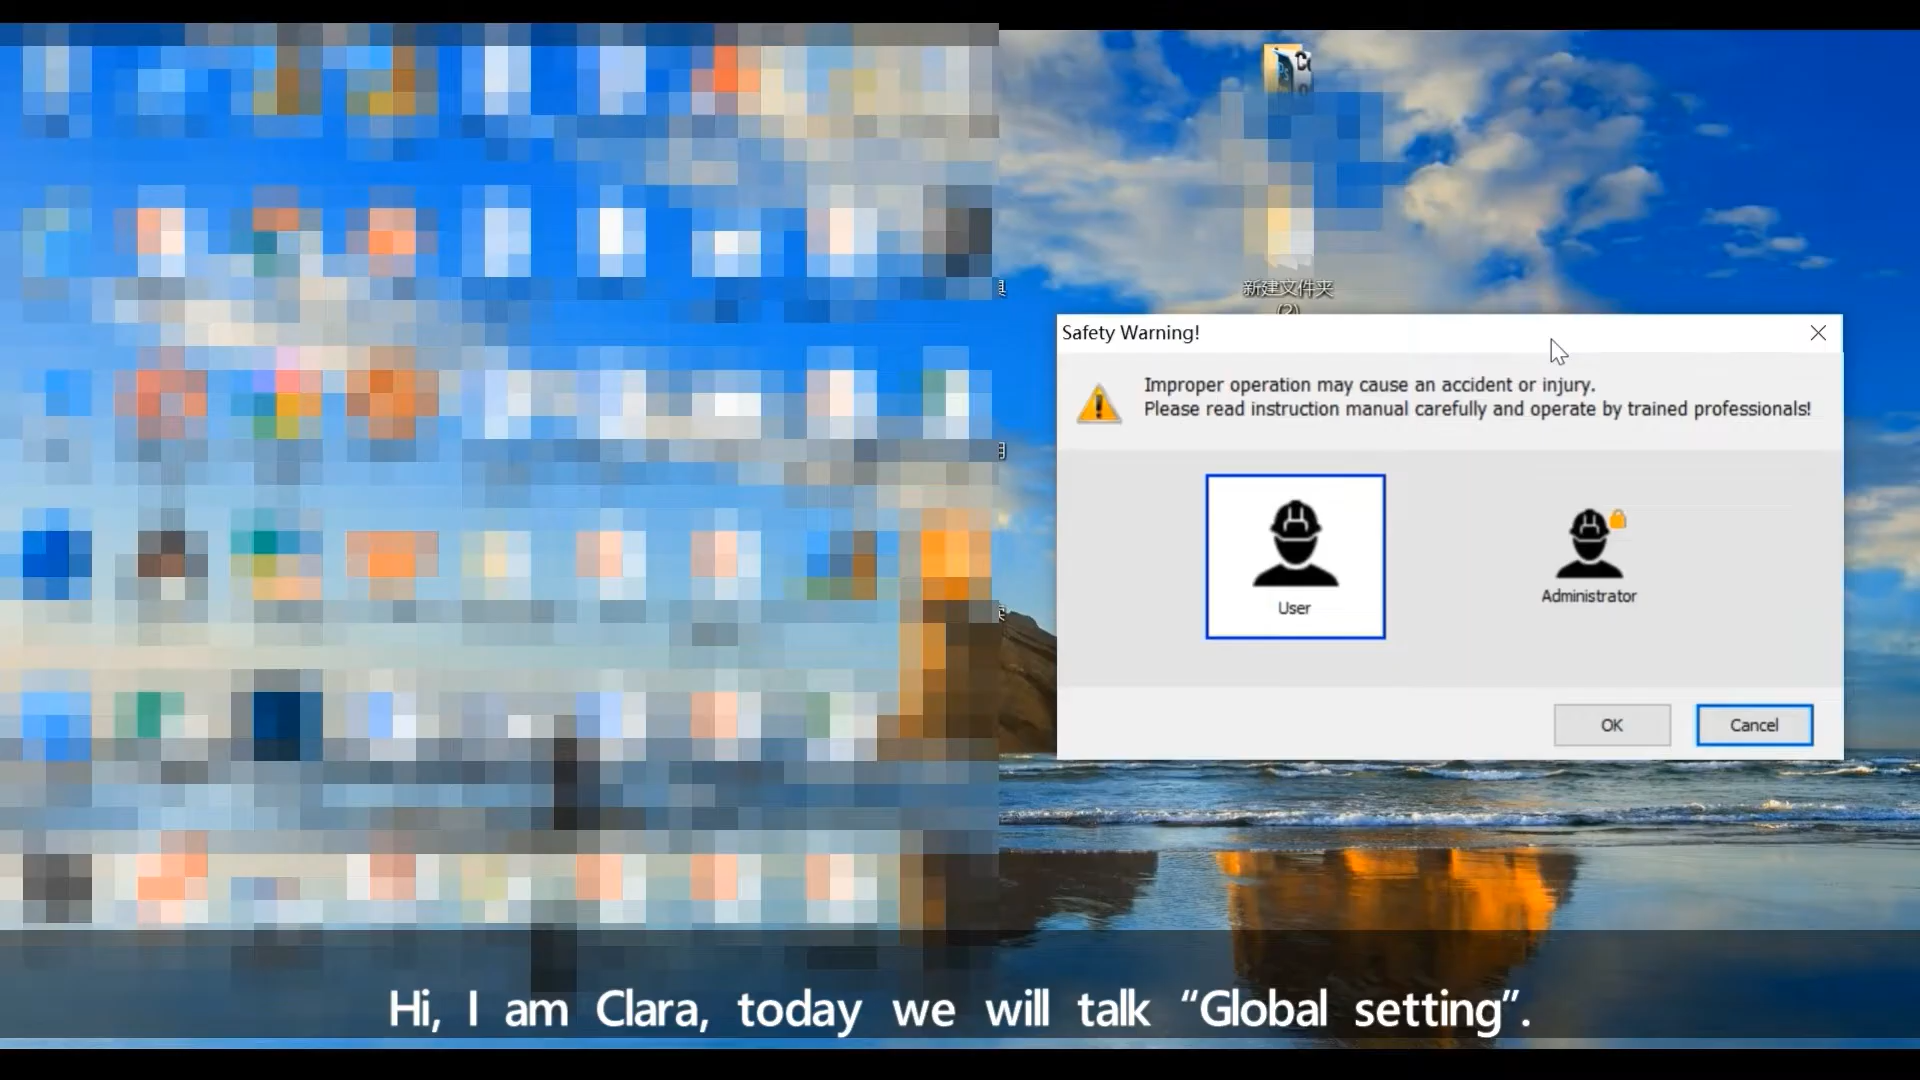 新建文件夹
(2)
Safety Warning!
Improper operation may cause an accident or injury.
Please read instruction manual carefully and operate by trained professionals!
User
Administrator
OK
Cancel
Hi, I am Clara, today we will talk “Global setting”.